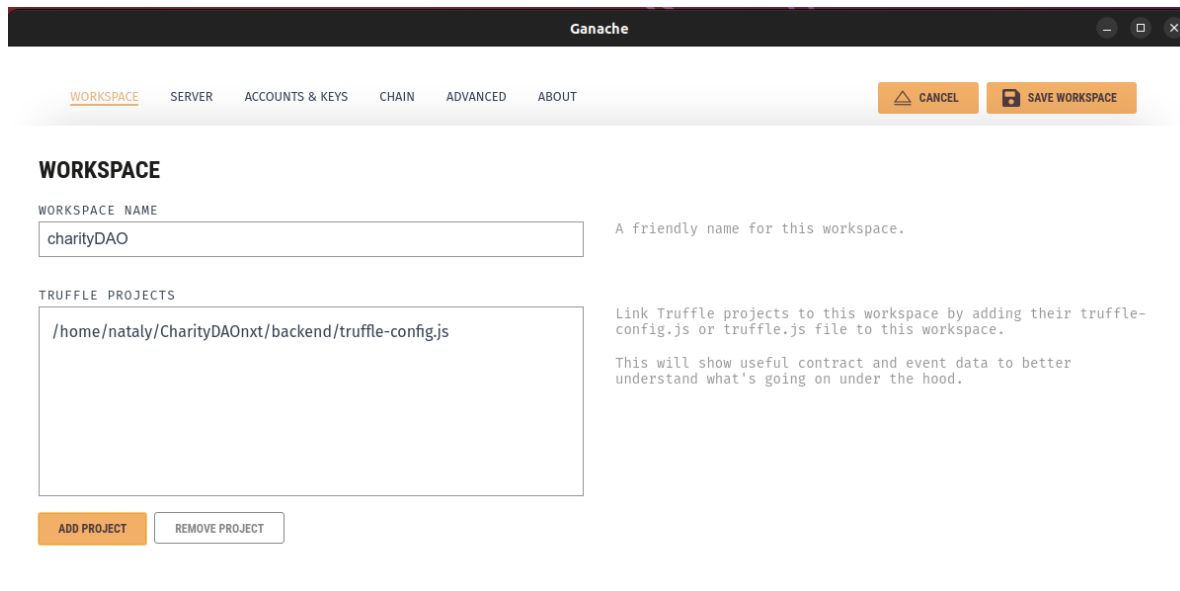 Ganache
WORKSPACE SERVER ACCOUNTS & KEYS CHAIN ADVANCED ABOUT CANCEL SAVE WORKSPACE
WORKSPACE
WORKSPACE NAME
charityDAO
A friendly name for this workspace.
TRUFFLE PROJECTS
/home/nataly/CharityDAOnxt/backend/truffle-config.js
Link Truffle projects to this workspace by adding their truffle-
config.js or truffle.js file to this workspace.
This will show useful contract and event data to better
understand what's going on under the hood.
ADD PROJECT REMOVE PROJECT